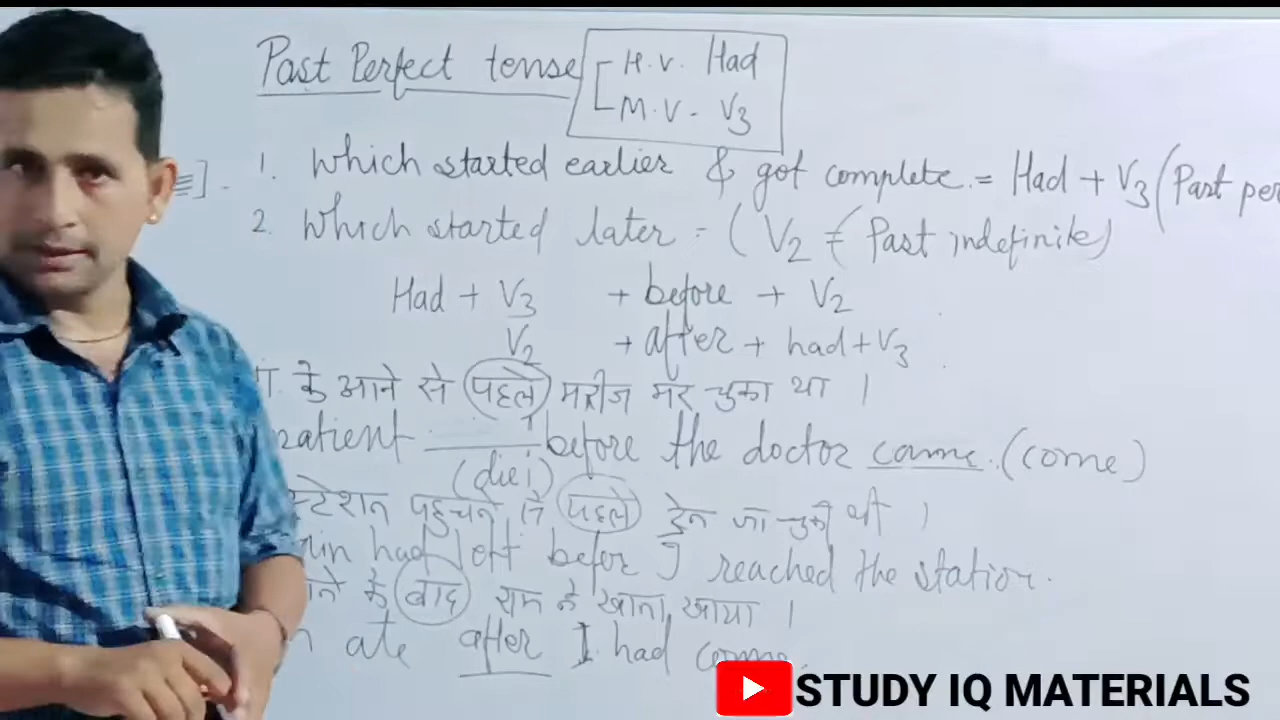 Past Perfect tense
H.V. Had
M.V. - V3
1. Which started earlier & got complete. = Had + V3 (Past per
2. Which started later = ( V2 = (Past indefinite)
Had + V3 + before + V2
V2 + after + had + V3
के आने से पहले मरीज मर चुका था ।
patient ______ before the doctor came. (come)
(die)
स्टेशन पहुचने से पहले ट्रेन जा चुकी थी ।
had left befor I reached the station.
के बाद राम ने खाना खाया ।
ate after I had come.
STUDY IQ MATERIALS